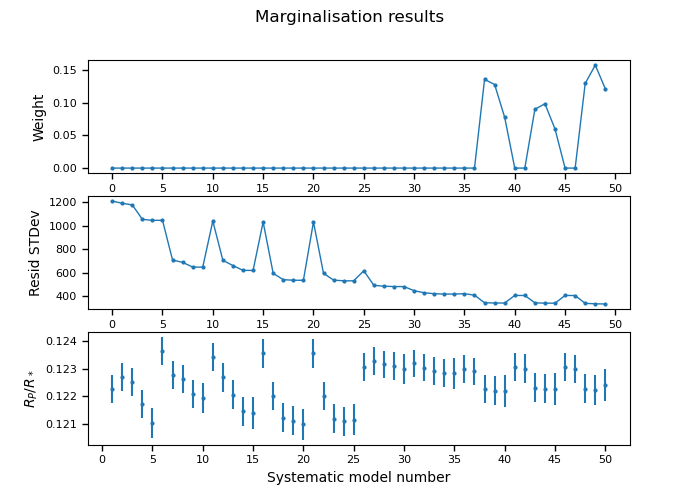 Marginalisation results
0.15
0.10
0.05
0.00
Weight
0 5 10 15 20 25 30 35 40 45 50
1200
1000
800
600
400
Resid STDev
0 5 10 15 20 25 30 35 40 45 50
0.124
0.123
0.122
0.121
R_P/R_*
0 5 10 15 20 25 30 35 40 45 50
Systematic model number